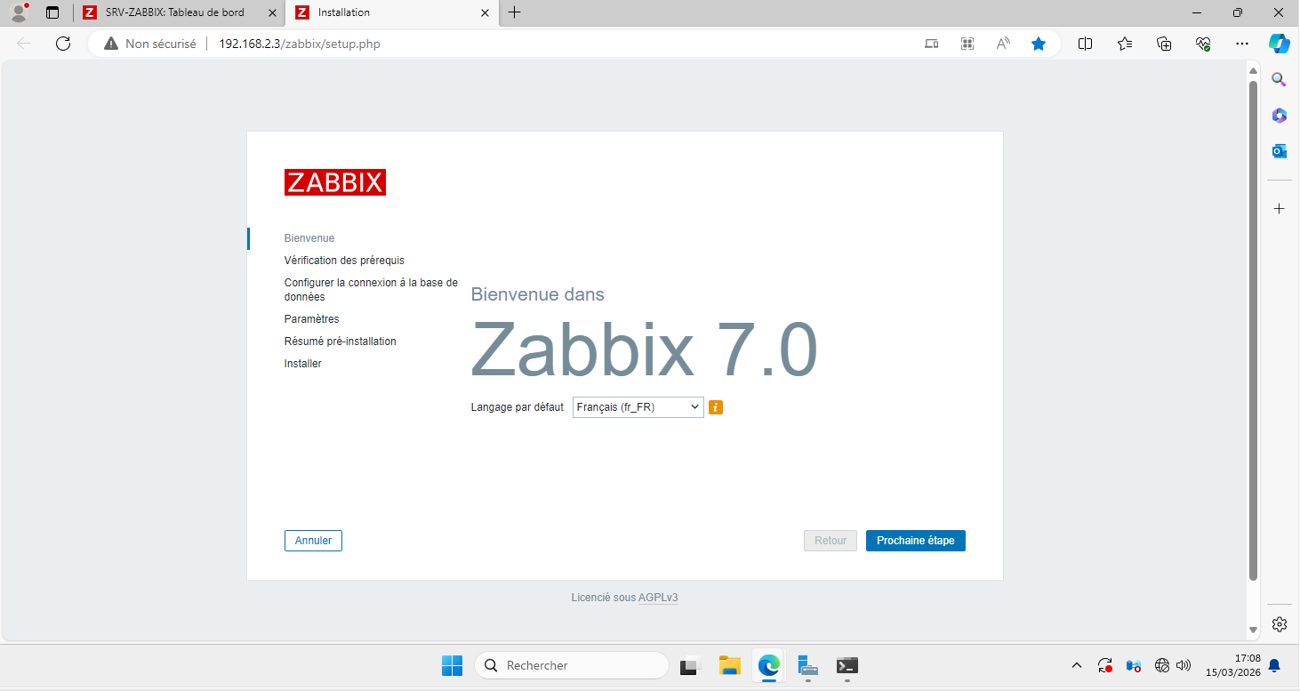 SRV-ZABBIX: Tableau de bord
Installation
Non sécurisé
192.168.2.3/zabbix/setup.php
ZABBIX
Bienvenue
Vérification des prérequis
Configurer la connexion à la base de
données
Paramètres
Résumé pré-installation
Installer
Bienvenue dans
Zabbix 7.0
Langage par défaut
Français (fr_FR)
Annuler
Retour
Prochaine étape
Licencié sous AGPLv3
Rechercher
17:08
15/03/2026